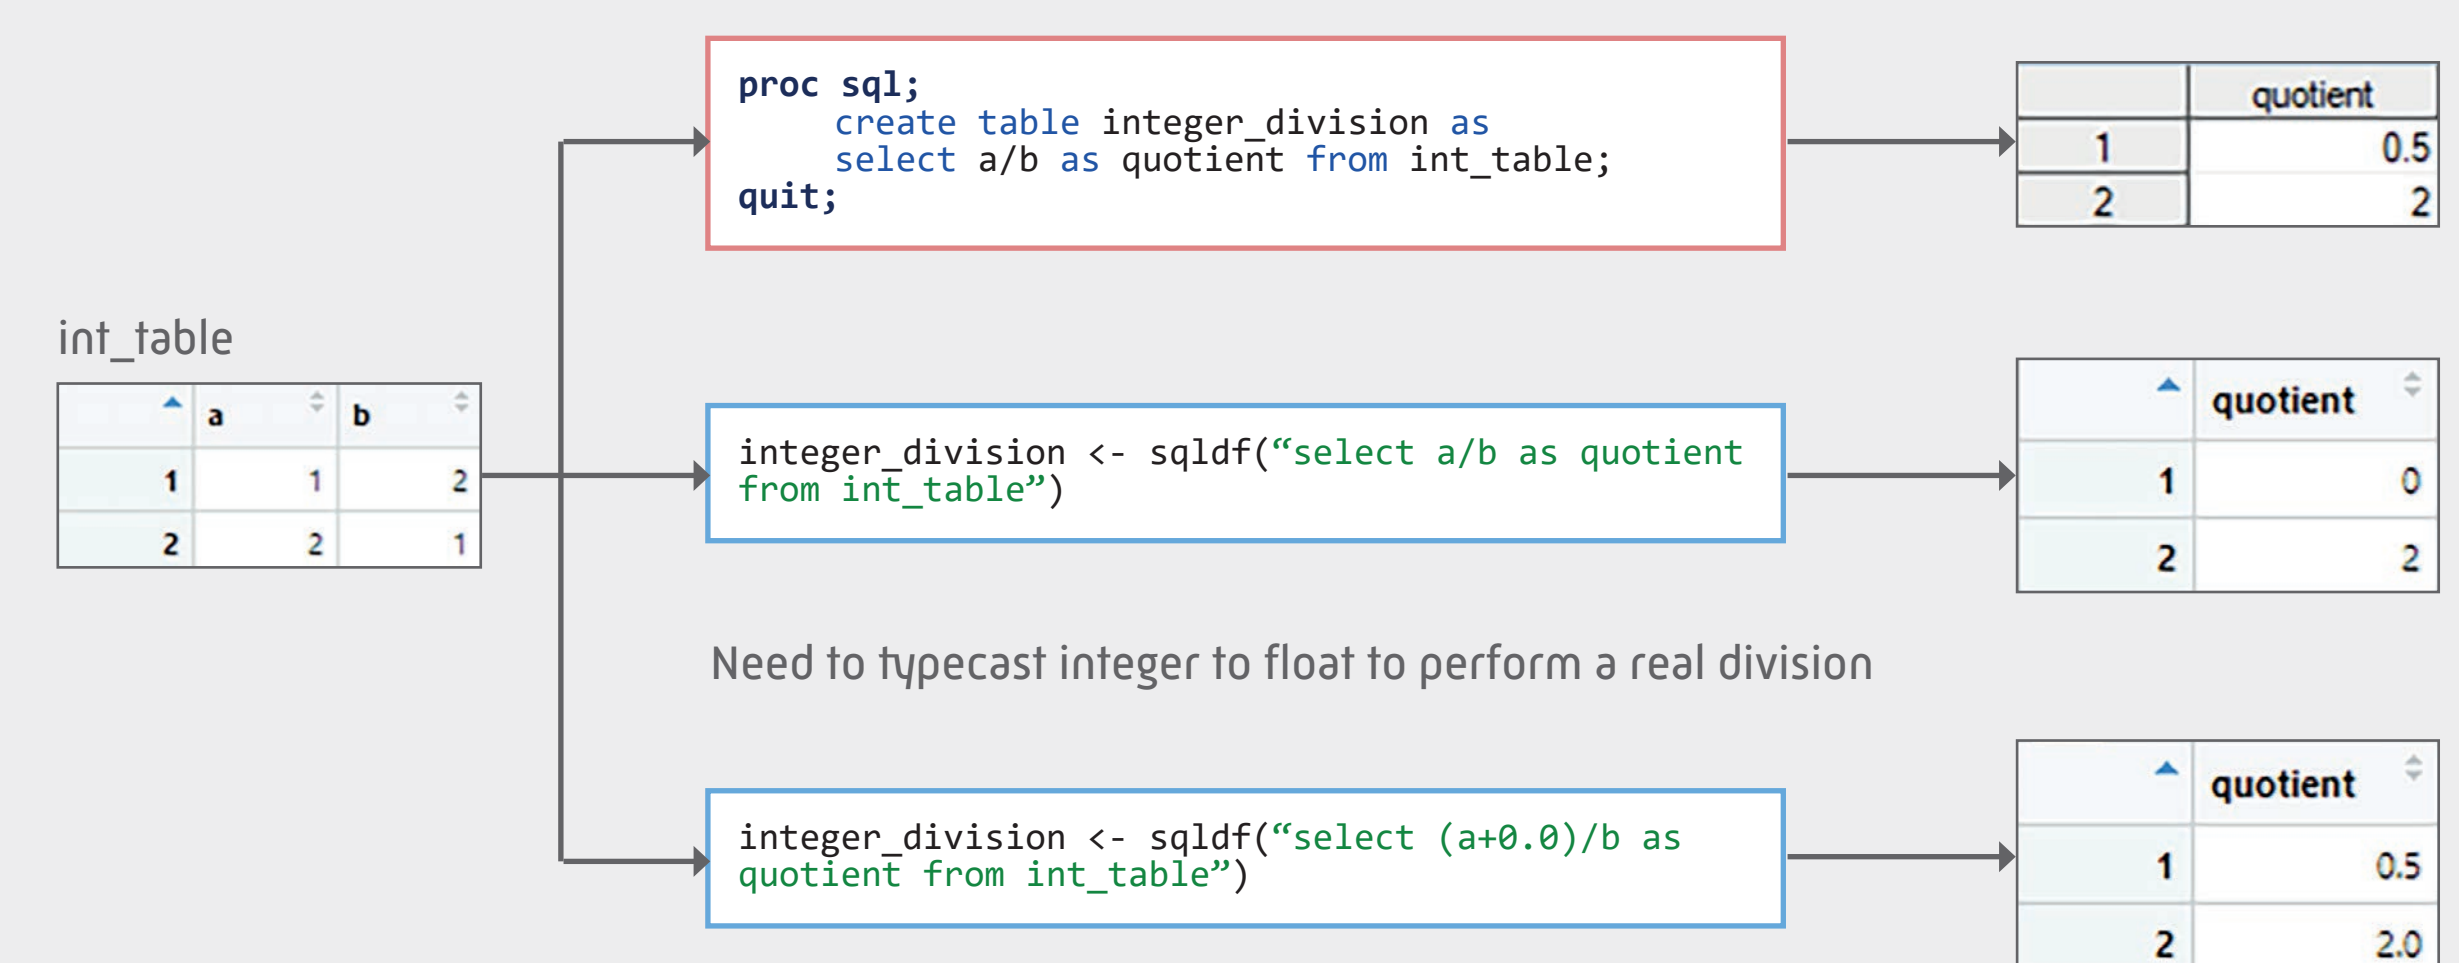 proc sql;
create table integer_division as
select a/b as quotient from int_table;
quit;
quotient
1 0.5
2 2
int_table
a b
1 1 2
2 2 1
integer_division <- sqldf(“select a/b as quotient
from int_table”)
quotient
1 0
2 2
Need to typecast integer to float to perform a real division
integer_division <- sqldf(“select (a+0.0)/b as
quotient from int_table”)
quotient
1 0.5
2 2.0